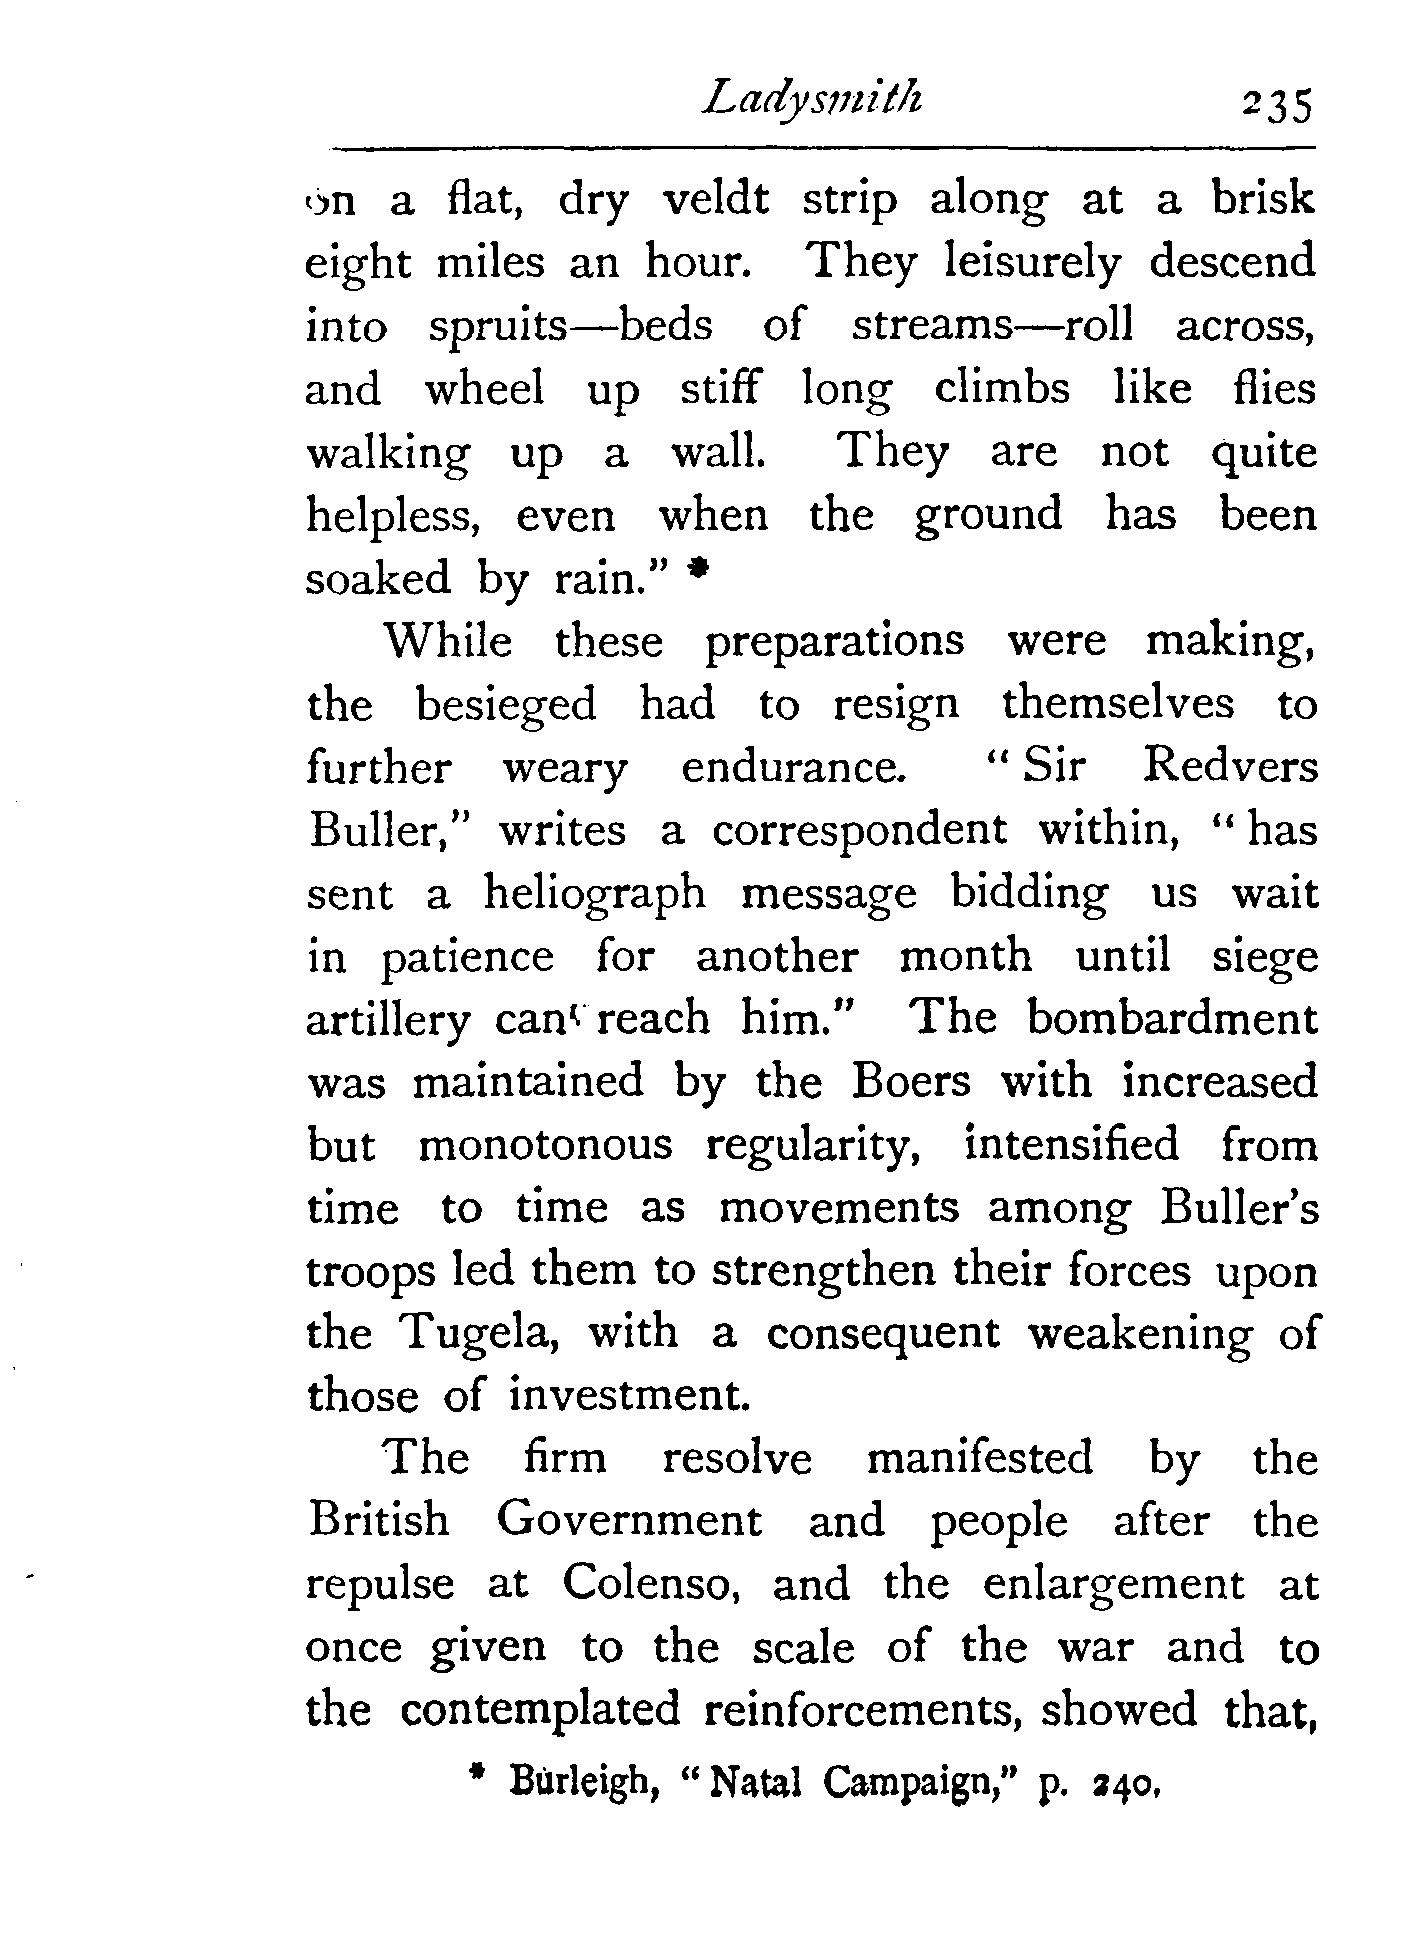 Ladysmith 235
on a flat, dry veldt strip along at a brisk
eight miles an hour. They leisurely descend
into spruits—beds of streams—roll across,
and wheel up stiff long climbs like flies
walking up a wall. They are not quite
helpless, even when the ground has been
soaked by rain." *
While these preparations were making,
the besieged had to resign themselves to
further weary endurance. "Sir Redvers
Buller," writes a correspondent within, "has
sent a heliograph message bidding us wait
in patience for another month until siege
artillery can reach him." The bombardment
was maintained by the Boers with increased
but monotonous regularity, intensified from
time to time as movements among Buller's
troops led them to strengthen their forces upon
the Tugela, with a consequent weakening of
those of investment.
The firm resolve manifested by the
British Government and people after the
repulse at Colenso, and the enlargement at
once given to the scale of the war and to
the contemplated reinforcements, showed that,
* Burleigh, "Natal Campaign," p. 240.